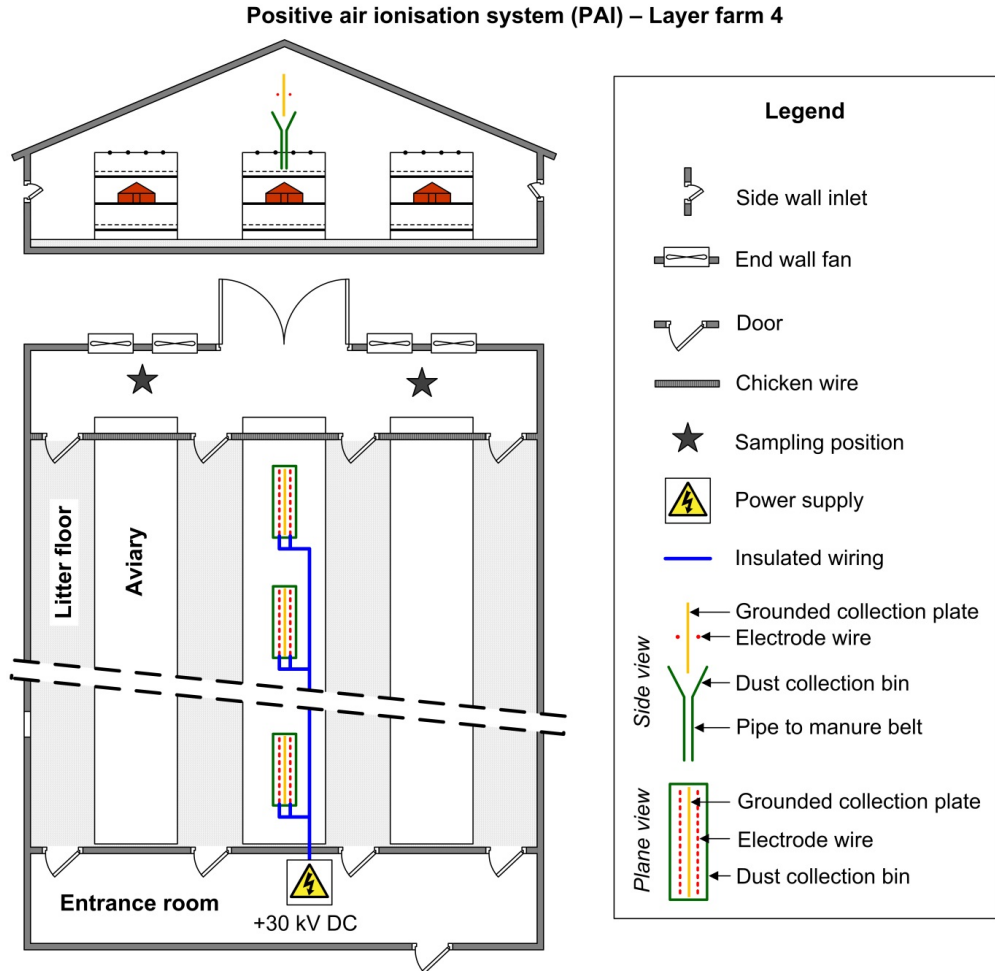 Positive air ionisation system (PAI) – Layer farm 4
Legend
Side wall inlet
End wall fan
Door
Chicken wire
Sampling position
Power supply
Insulated wiring
Side view
Grounded collection plate
Electrode wire
Dust collection bin
Pipe to manure belt
Plane view
Grounded collection plate
Electrode wire
Dust collection bin
Litter floor
Aviary
Entrance room
+30 kV DC